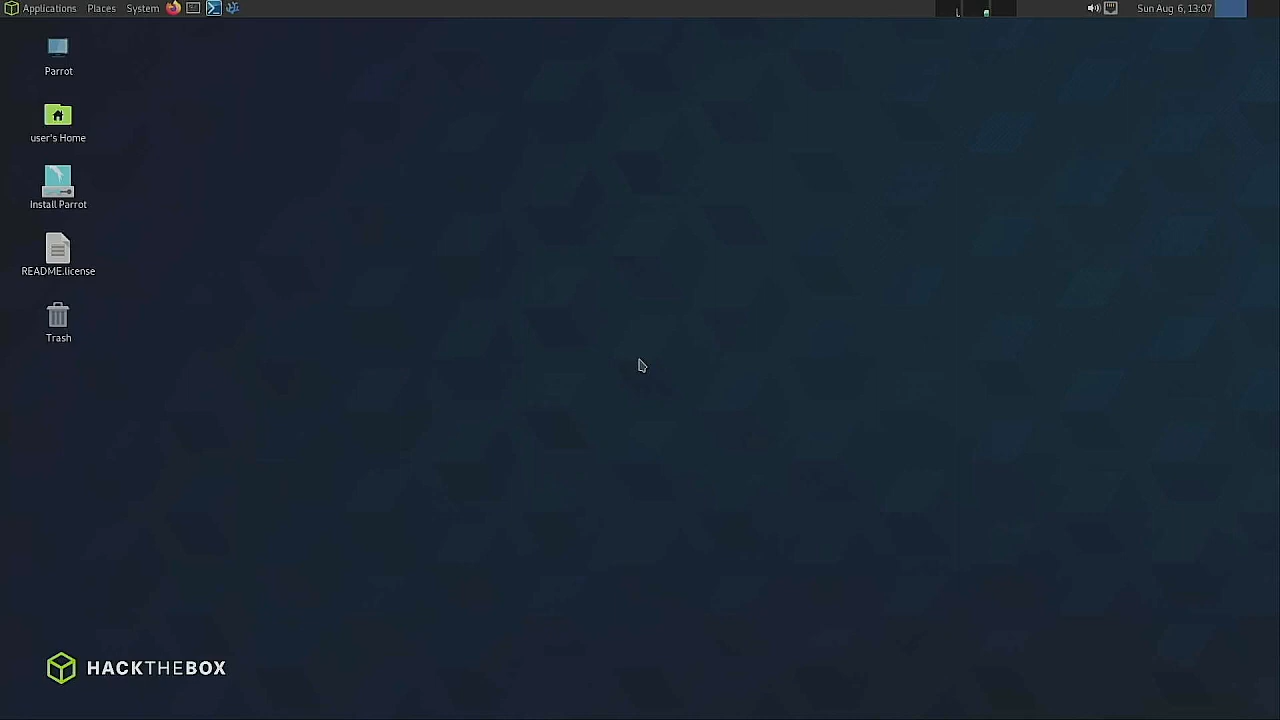 Applications Places System Sun Aug 6, 13:07
Parrot
user's Home
Install Parrot
README.license
Trash
HACKTHEBOX